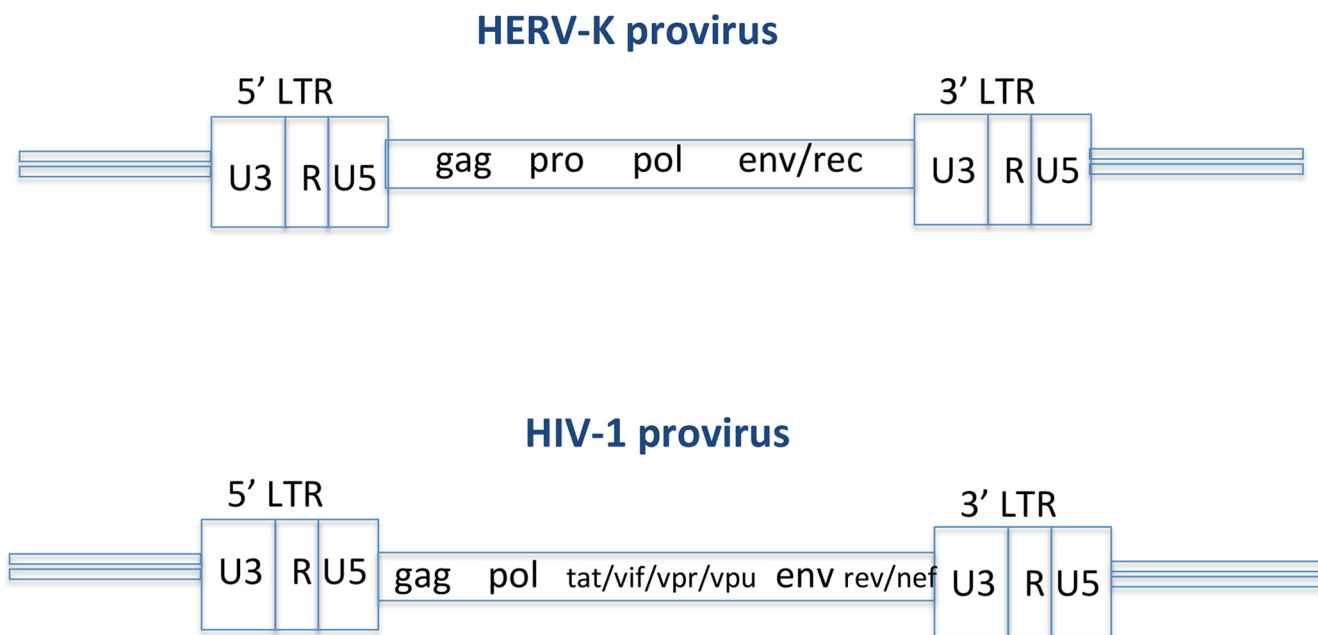 HERV-K provirus
5’ LTR 3’ LTR
U3 R U5 gag pro pol env/rec U3 R U5
HIV-1 provirus
5’ LTR 3’ LTR
U3 R U5 gag pol tat/vif/vpr/vpu env rev/nef U3 R U5